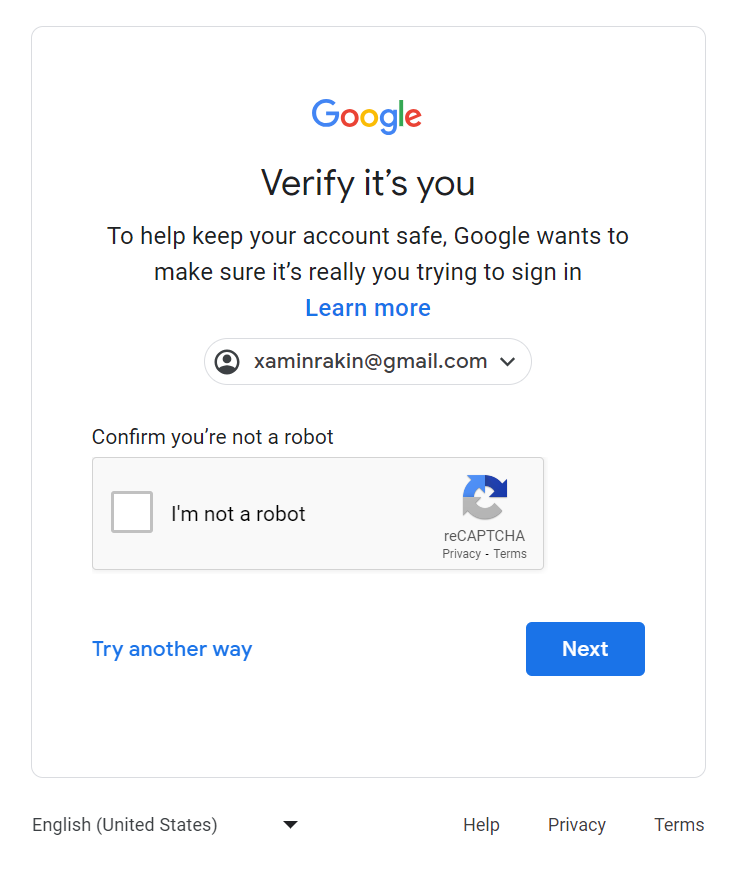 Google
Verify it’s you
To help keep your account safe, Google wants to
make sure it’s really you trying to sign in
Learn more
xaminrakin@gmail.com
Confirm you’re not a robot
I'm not a robot
reCAPTCHA
Privacy - Terms
Try another way
Next
English (United States)
Help
Privacy
Terms